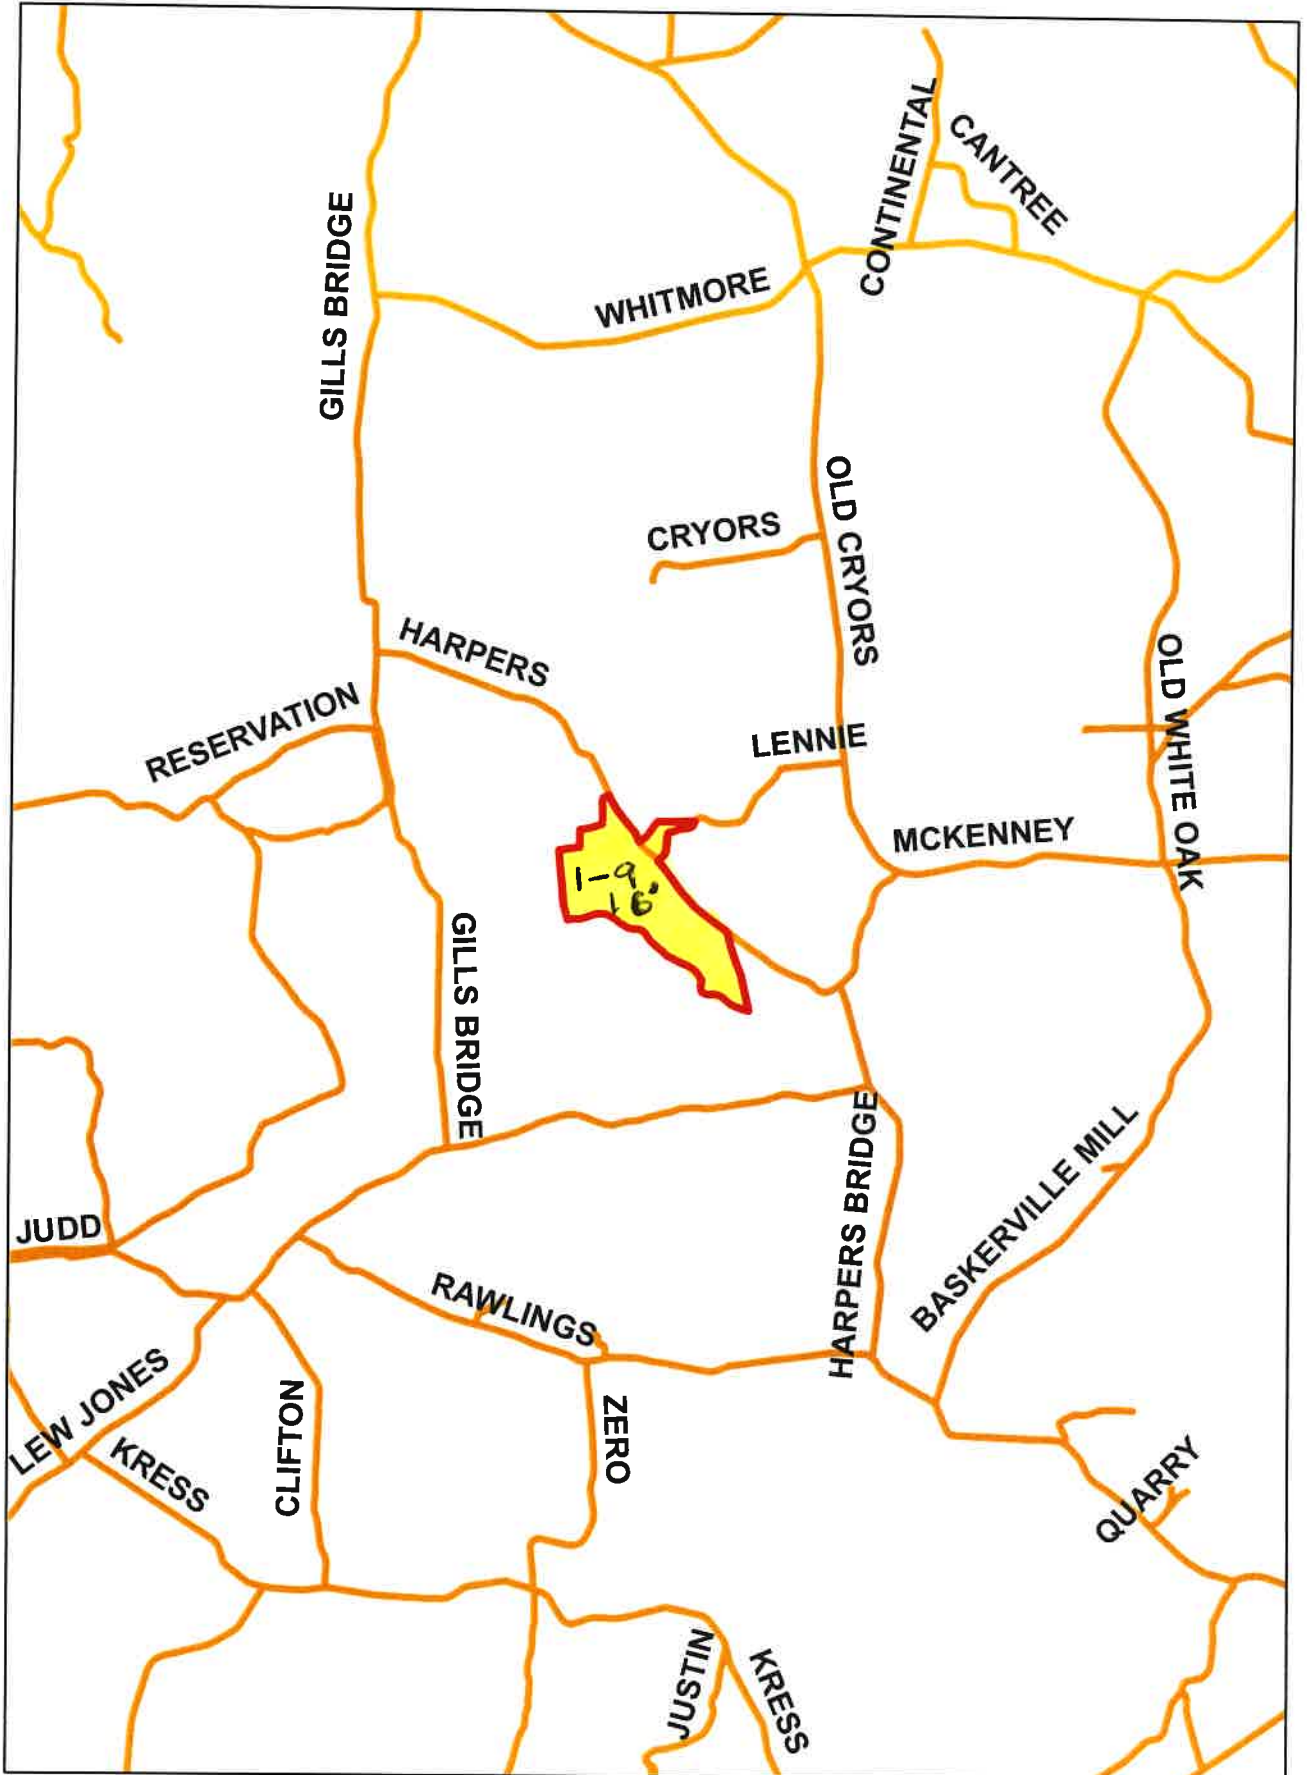 CONTINENTAL
CANTREE
GILLS BRIDGE
WHITMORE
CRYORS
OLD CRYORS
HARPERS
RESERVATION
LENNIE
OLD WHITE OAK
MCKENNEY
1-9
GILLS BRIDGE
HARPERS BRIDGE
BASKERVILLE MILL
JUDD
RAWLINGS
LEW JONES
KRESS
CLIFTON
ZERO
QUARRY
JUSTIN
KRESS